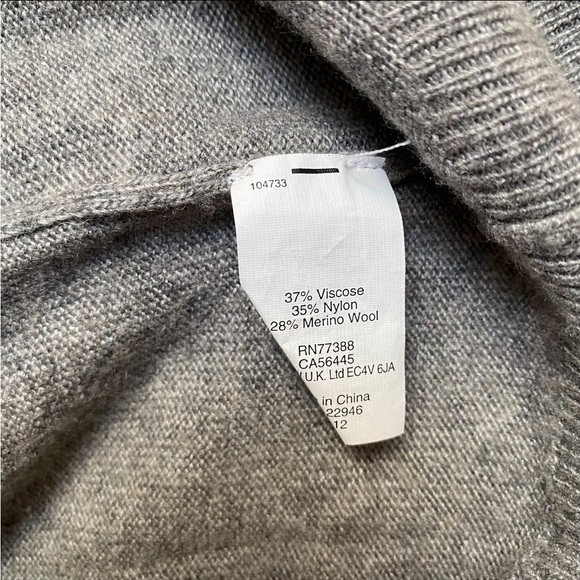 104733
37% Viscose
35% Nylon
28% Merino Wool
RN77388
CA56445
U.K. Ltd EC4V 6JA
in China
22946
12